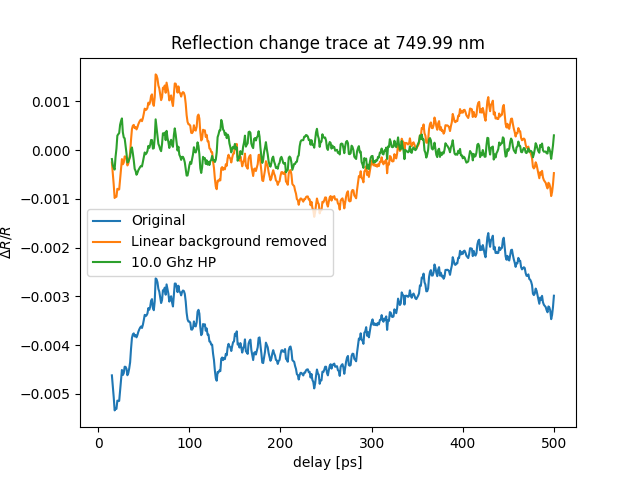 Reflection change trace at 749.99 nm
0.001
0.000
−0.001
−0.002
−0.003
−0.004
−0.005
ΔR/R
Original
Linear background removed
10.0 Ghz HP
0 100 200 300 400 500
delay [ps]